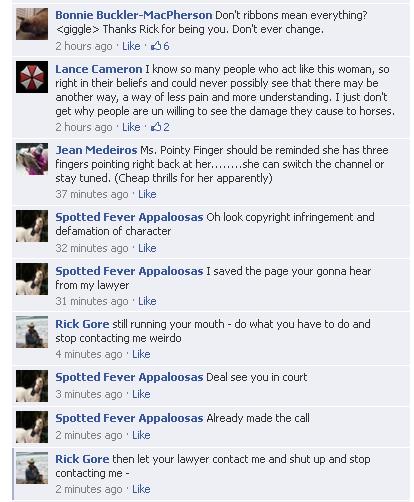 Bonnie Buckler-MacPherson Don't ribbons mean everything?
<giggle> Thanks Rick for being you. Don't ever change.
2 hours ago · Like · 6
Lance Cameron I know so many people who act like this woman, so
right in their beliefs and could never possibly see that there may be
another way, a way of less pain and more understanding. I just don't
get why people are un willing to see the damage they cause to horses.
2 hours ago · Like · 2
Jean Medeiros Ms. Pointy Finger should be reminded she has three
fingers pointing right back at her........she can switch the channel or
stay tuned. (Cheap thrills for her apparently)
37 minutes ago · Like
Spotted Fever Appaloosas Oh look copyright infringement and
defamation of character
32 minutes ago · Like
Spotted Fever Appaloosas I saved the page your gonna hear
from my lawyer
31 minutes ago · Like
Rick Gore still running your mouth - do what you have to do and
stop contacting me weirdo
4 minutes ago · Like
Spotted Fever Appaloosas Deal see you in court
3 minutes ago · Like
Spotted Fever Appaloosas Already made the call
2 minutes ago · Like
Rick Gore then let your lawyer contact me and shut up and stop
contacting me -
2 minutes ago · Like